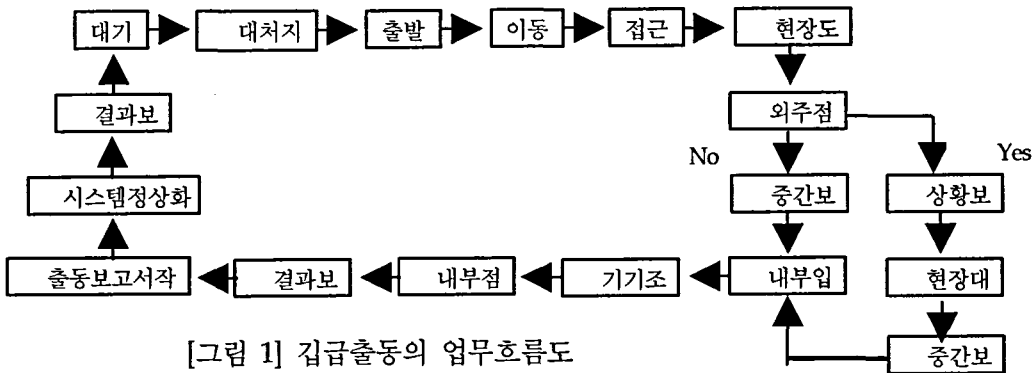 대기 대처지 출발 이동 접근 현장도
결과보 외주점
No Yes
시스템정상화 중간보 상황보
출동보고서작 결과보 내부점 기기조 내부입 현장대
중간보
[그림 1] 깁급출동의 업무흐름도